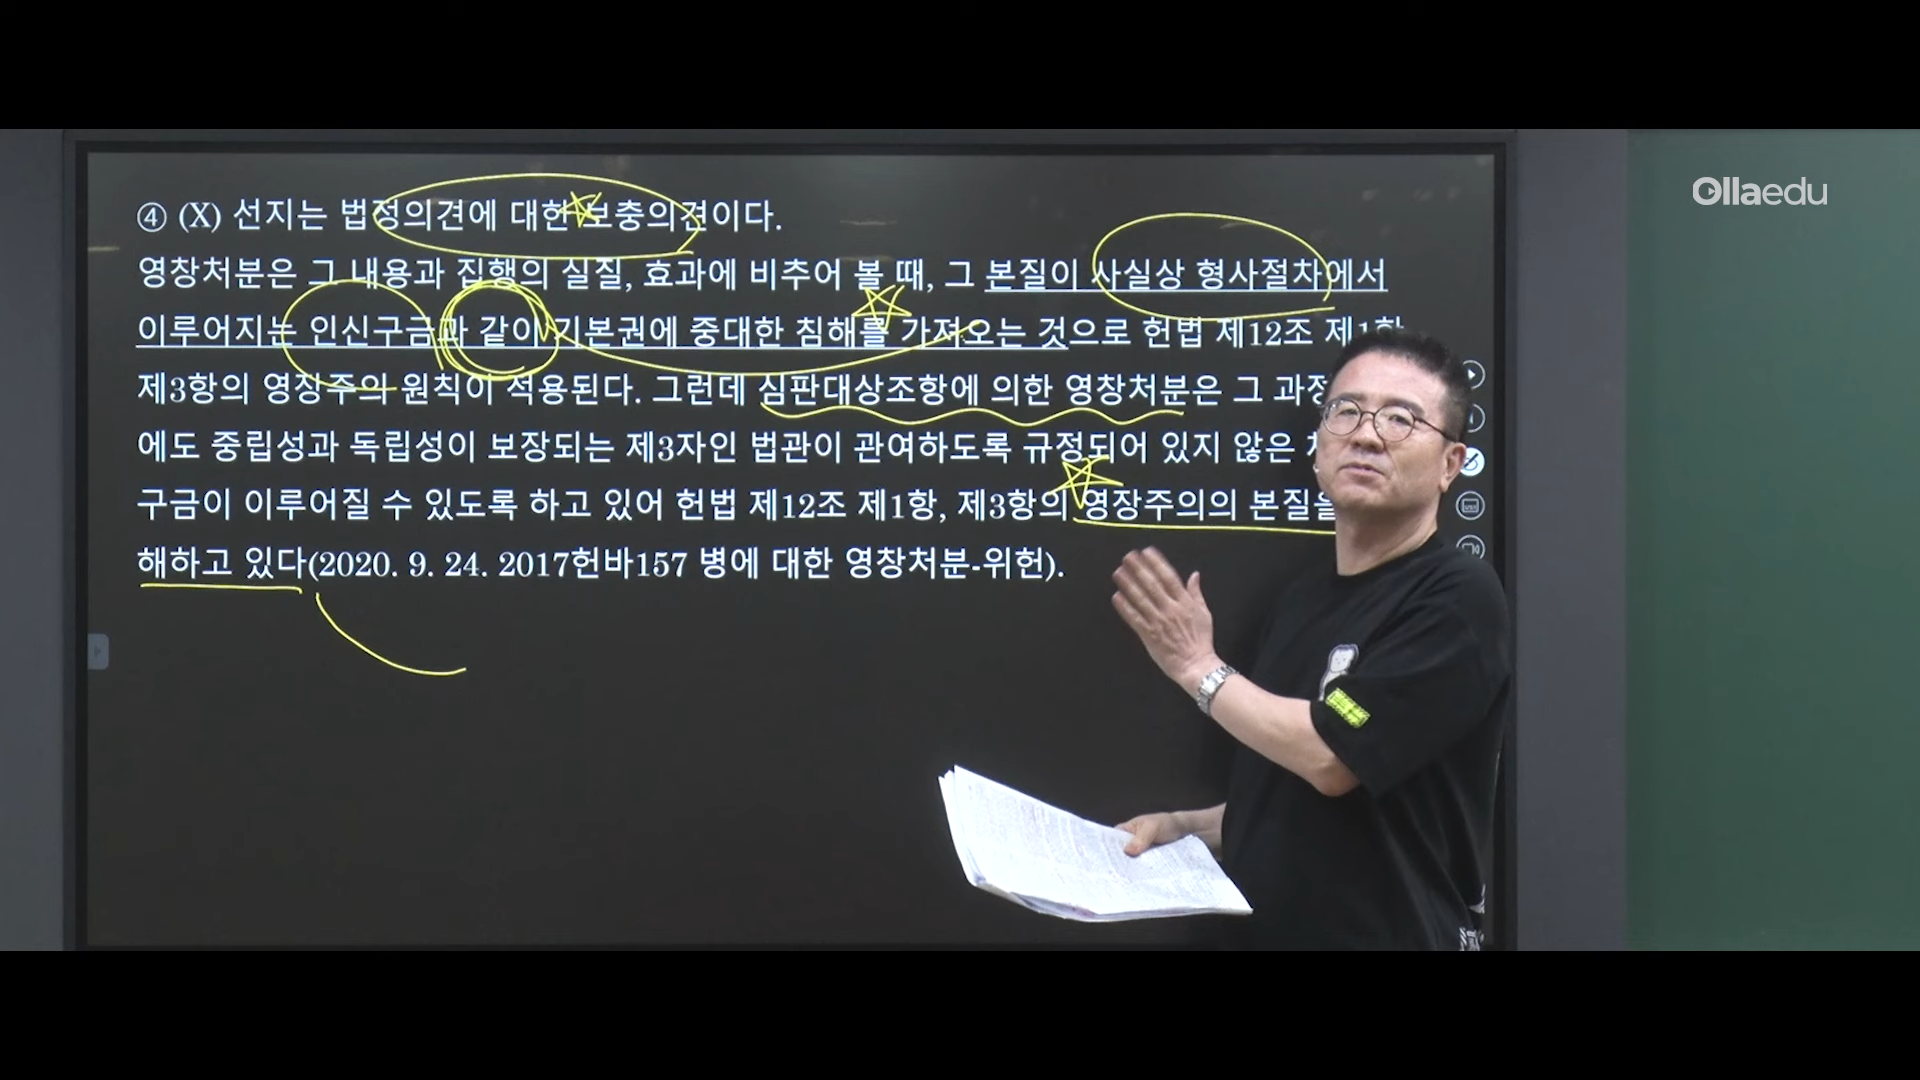 ④ (X) 선지는 법정의견에 대한 보충의견이다.
영창처분은 그 내용과 집행의 실질, 효과에 비추어 볼 때, 그 본질이 사실상 형사절차에서
이루어지는 인신구금과 같이 기본권에 중대한 침해를 가져오는 것으로 헌법 제12조 제1항
제3항의 영장주의 원칙이 적용된다. 그런데 심판대상조항에 의한 영창처분은 그 과정
에도 중립성과 독립성이 보장되는 제3자인 법관이 관여하도록 규정되어 있지 않은
구금이 이루어질 수 있도록 하고 있어 헌법 제12조 제1항, 제3항의 영장주의의 본질을
해하고 있다(2020. 9. 24. 2017헌바157 병에 대한 영창처분-위헌).
Ollaedu